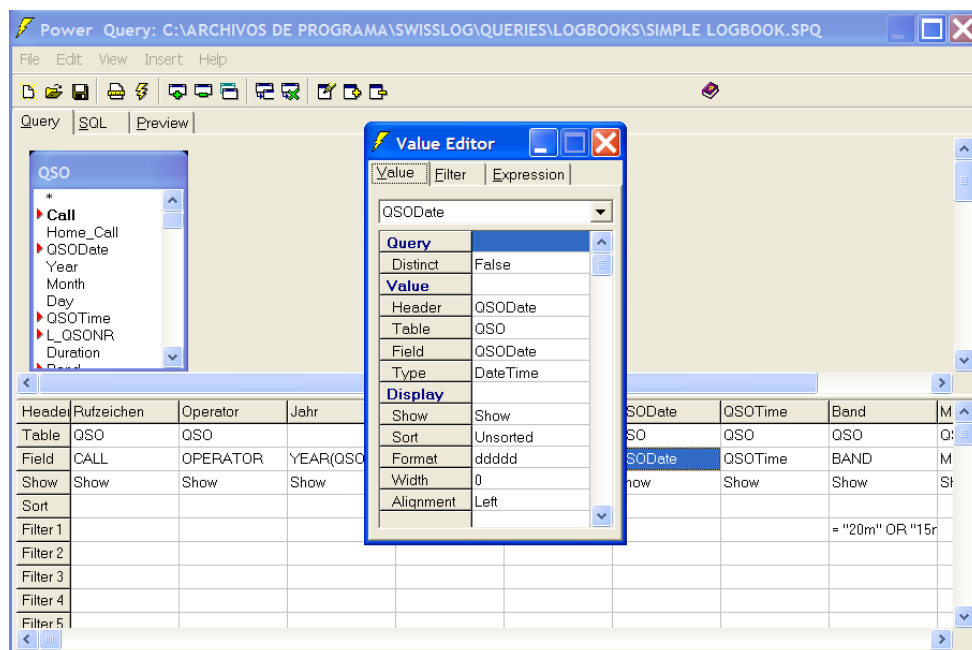 Power Query: C:\ARCHIVOS DE PROGRAMA\SWISSLOG\QUERIES\LOGBOOKS\SIMPLE LOGBOOK.SPQ
File Edit View Insert Help
Query SQL Preview
QSO
*
Call
Home_Call
QSODate
Year
Month
Day
QSOTime
L_QSONR
Duration
Value Editor
Value Filter Expression
QSODate
Query
Distinct False
Value
Header QSODate
Table QSO
Field QSODate
Type DateTime
Display
Show Show
Sort Unsorted
Format ddddd
Width 0
Alignment Left
Header Rufzeichen Operator Jahr SODate QSOTime Band M
Table QSO QSO SO QSO QSO
Field CALL OPERATOR YEAR(QSO SODate QSOTime BAND M
Show Show Show Show how Show Show
Sort
Filter 1 = "20m" OR "15
Filter 2
Filter 3
Filter 4
Filter 5